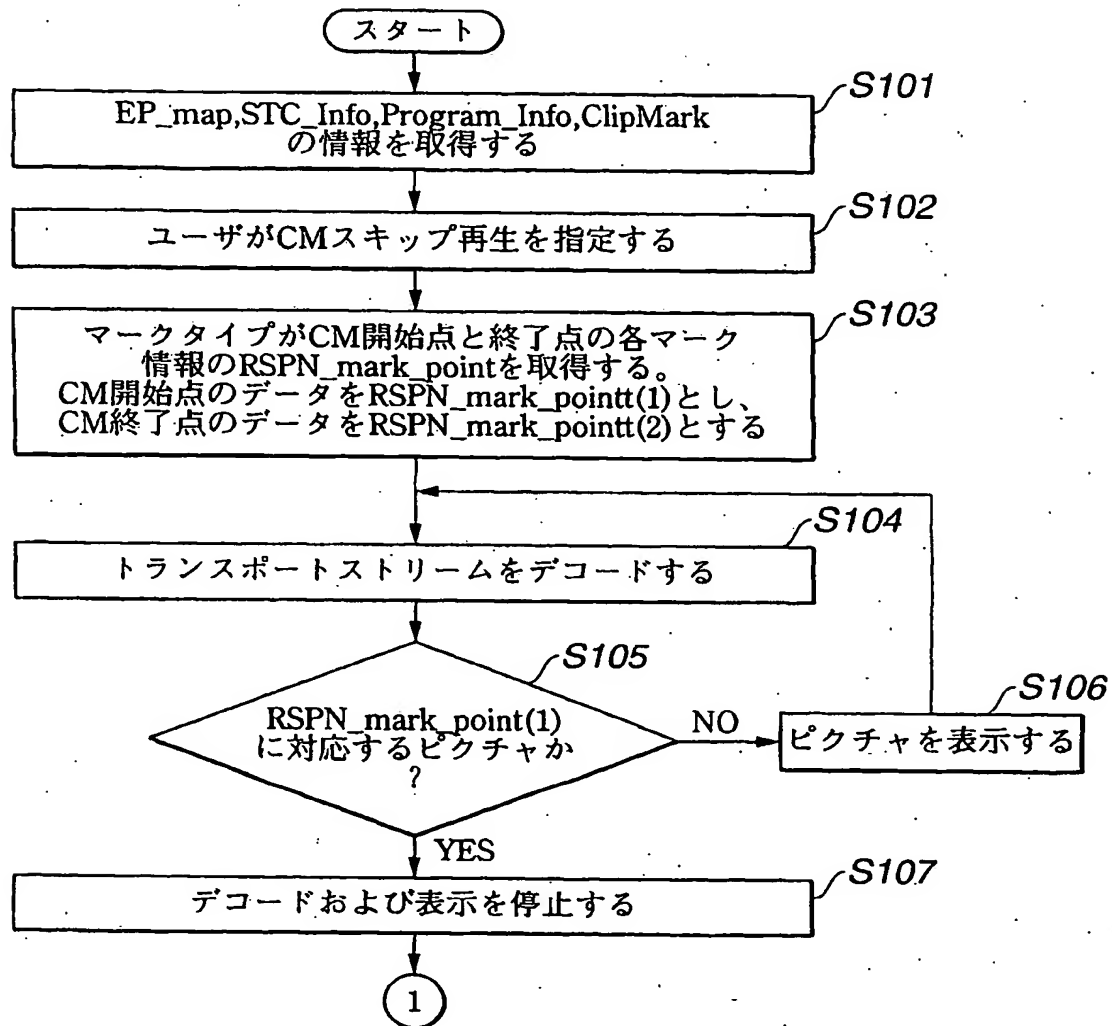 スタート
S101
EP_map,STC_Info,Program_Info,ClipMark
の情報を取得する
S102
ユーザがCMスキップ再生を指定する
S103
マークタイプがCM開始点と終了点の各マーク
情報のRSPN_mark_pointを取得する。
CM開始点のデータをRSPN_mark_pointt(1)とし、
CM終了点のデータをRSPN_mark_pointt(2)とする
S104
トランスポートストリームをデコードする
S105
RSPN_mark_point(1)
に対応するピクチャか
?
NO
S106
ピクチャを表示する
YES
S107
デコードおよび表示を停止する
1